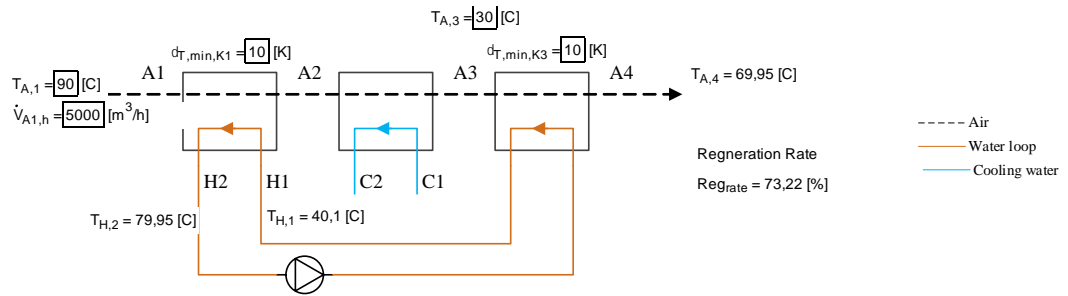 T_A,3 = 30 [C]
d_T,min,K1 = 10 [K]
d_T,min,K3 = 10 [K]
A1
A2
A3
A4
T_A,1 = 90 [C]
T_A,4 = 69,95 [C]
V̇_A1,h = 5000 [m³/h]
Air
Water loop
Cooling water
Regneration Rate
Reg_rate = 73,22 [%]
H2
H1
C2
C1
T_H,2 = 79,95 [C]
T_H,1 = 40,1 [C]